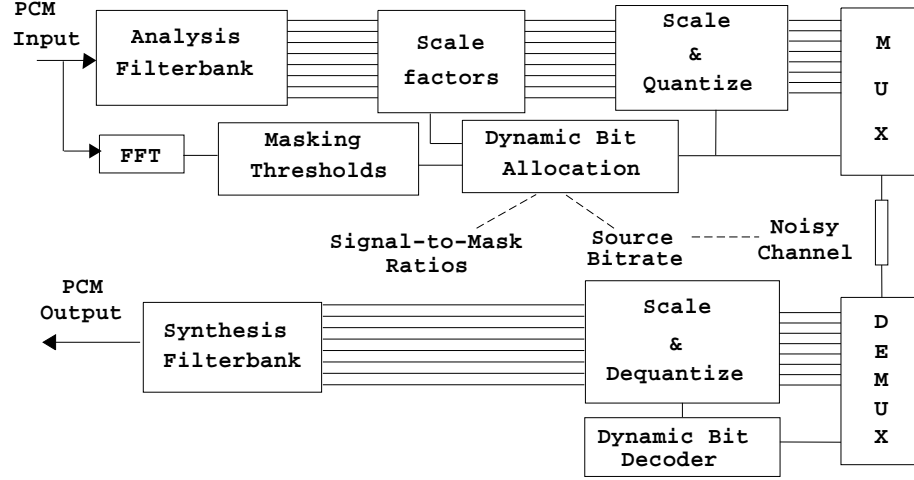 PCM
Input
Analysis
Filterbank
Scale
factors
Scale
&
Quantize
M
U
X
FFT
Masking
Thresholds
Dynamic Bit
Allocation
Signal-to-Mask
Ratios
Source
Bitrate
Noisy
Channel
PCM
Output
Synthesis
Filterbank
Scale
&
Dequantize
D
E
M
U
X
Dynamic Bit
Decoder